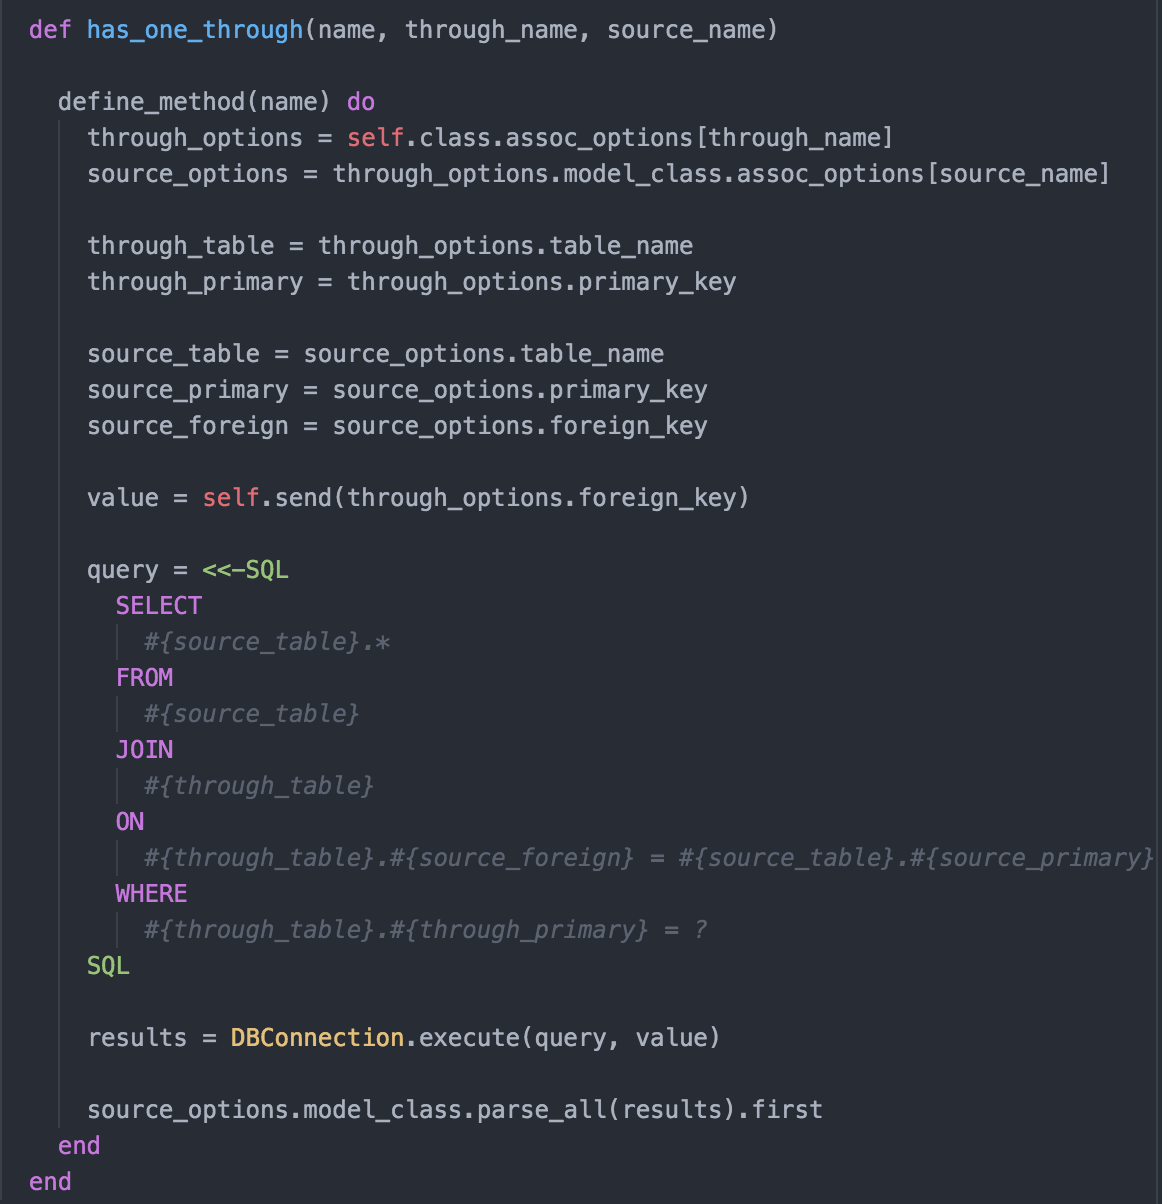 def has_one_through(name, through_name, source_name)
define_method(name) do
through_options = self.class.assoc_options[through_name]
source_options = through_options.model_class.assoc_options[source_name]
through_table = through_options.table_name
through_primary = through_options.primary_key
source_table = source_options.table_name
source_primary = source_options.primary_key
source_foreign = source_options.foreign_key
value = self.send(through_options.foreign_key)
query = <<-SQL
SELECT
#{source_table}.*
FROM
#{source_table}
JOIN
#{through_table}
ON
#{through_table}.#{source_foreign} = #{source_table}.#{source_primary}
WHERE
#{through_table}.#{through_primary} = ?
SQL
results = DBConnection.execute(query, value)
source_options.model_class.parse_all(results).first
end
end